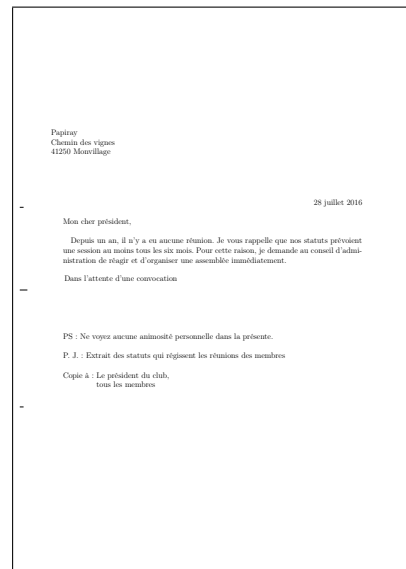 Papiray
Chemin des vignes
41250 Monvillage
28 juillet 2016
Mon cher président,
Depuis un an, il n'y a eu aucune réunion. Je vous rappelle que nos statuts prévoient
une session au moins tous les six mois. Pour cette raison, je demande au conseil d'admi-
nistration de réagir et d'organiser une assemblée immédiatement.
Dans l'attente d'une convocation
PS : Ne voyez aucune animosité personnelle dans la présente.
P. J. : Extrait des statuts qui régissent les réunions des membres
Copie à : Le président du club,
tous les membres